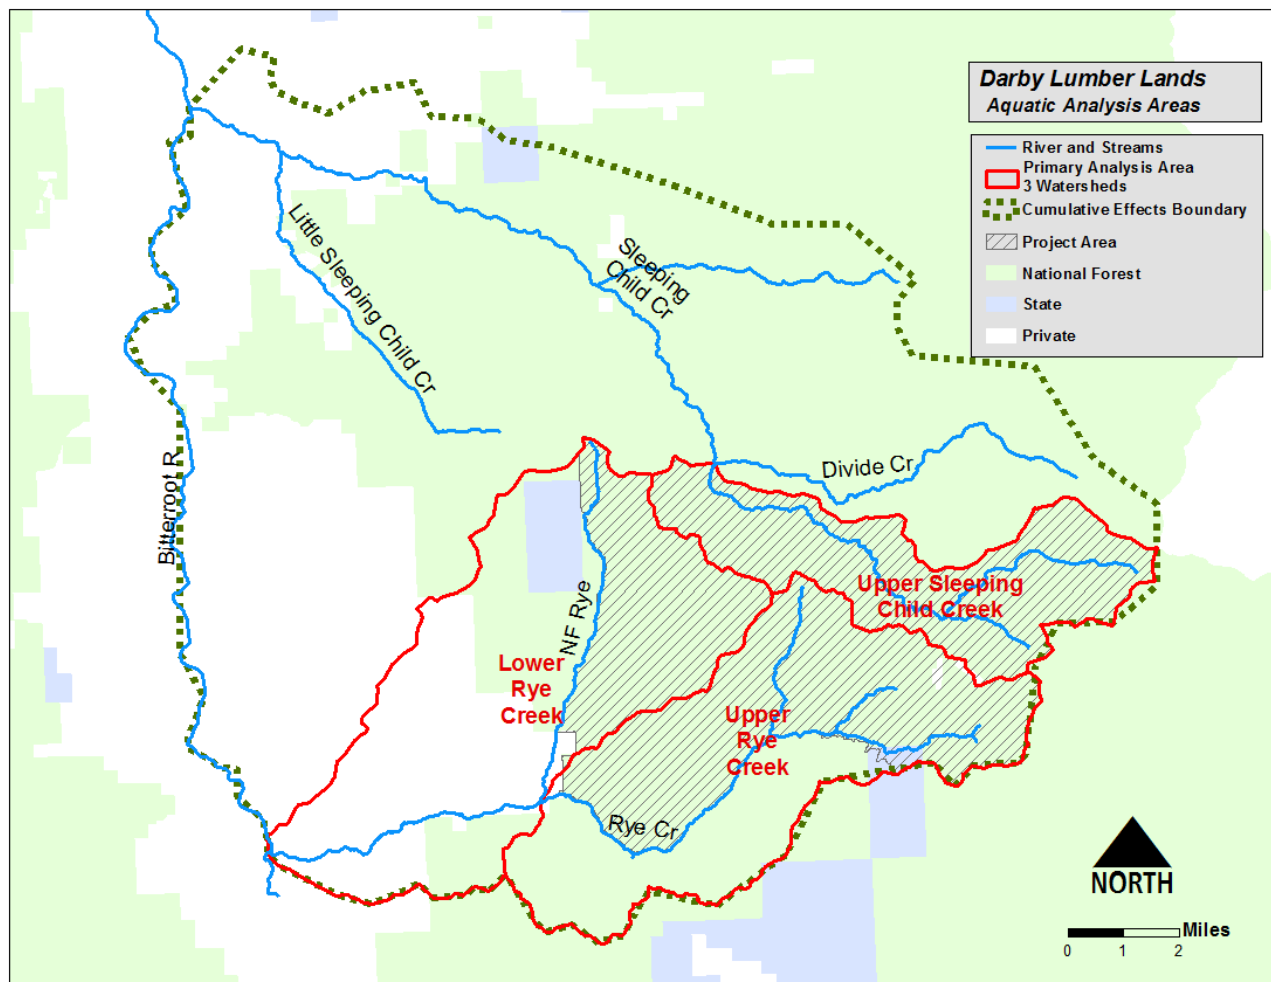 Darby Lumber Lands
Aquatic Analysis Areas
River and Streams
Primary Analysis Area
3 Watersheds
Cumulative Effects Boundary
Project Area
National Forest
State
Private
Little Sleeping Child Cr
Sleeping
Child Cr
Divide Cr
Bitterroot R
NF Rye
Upper Sleeping
Child Creek
Lower
Rye
Creek
Upper
Rye
Creek
Rye Cr
NORTH
Miles
0 1 2